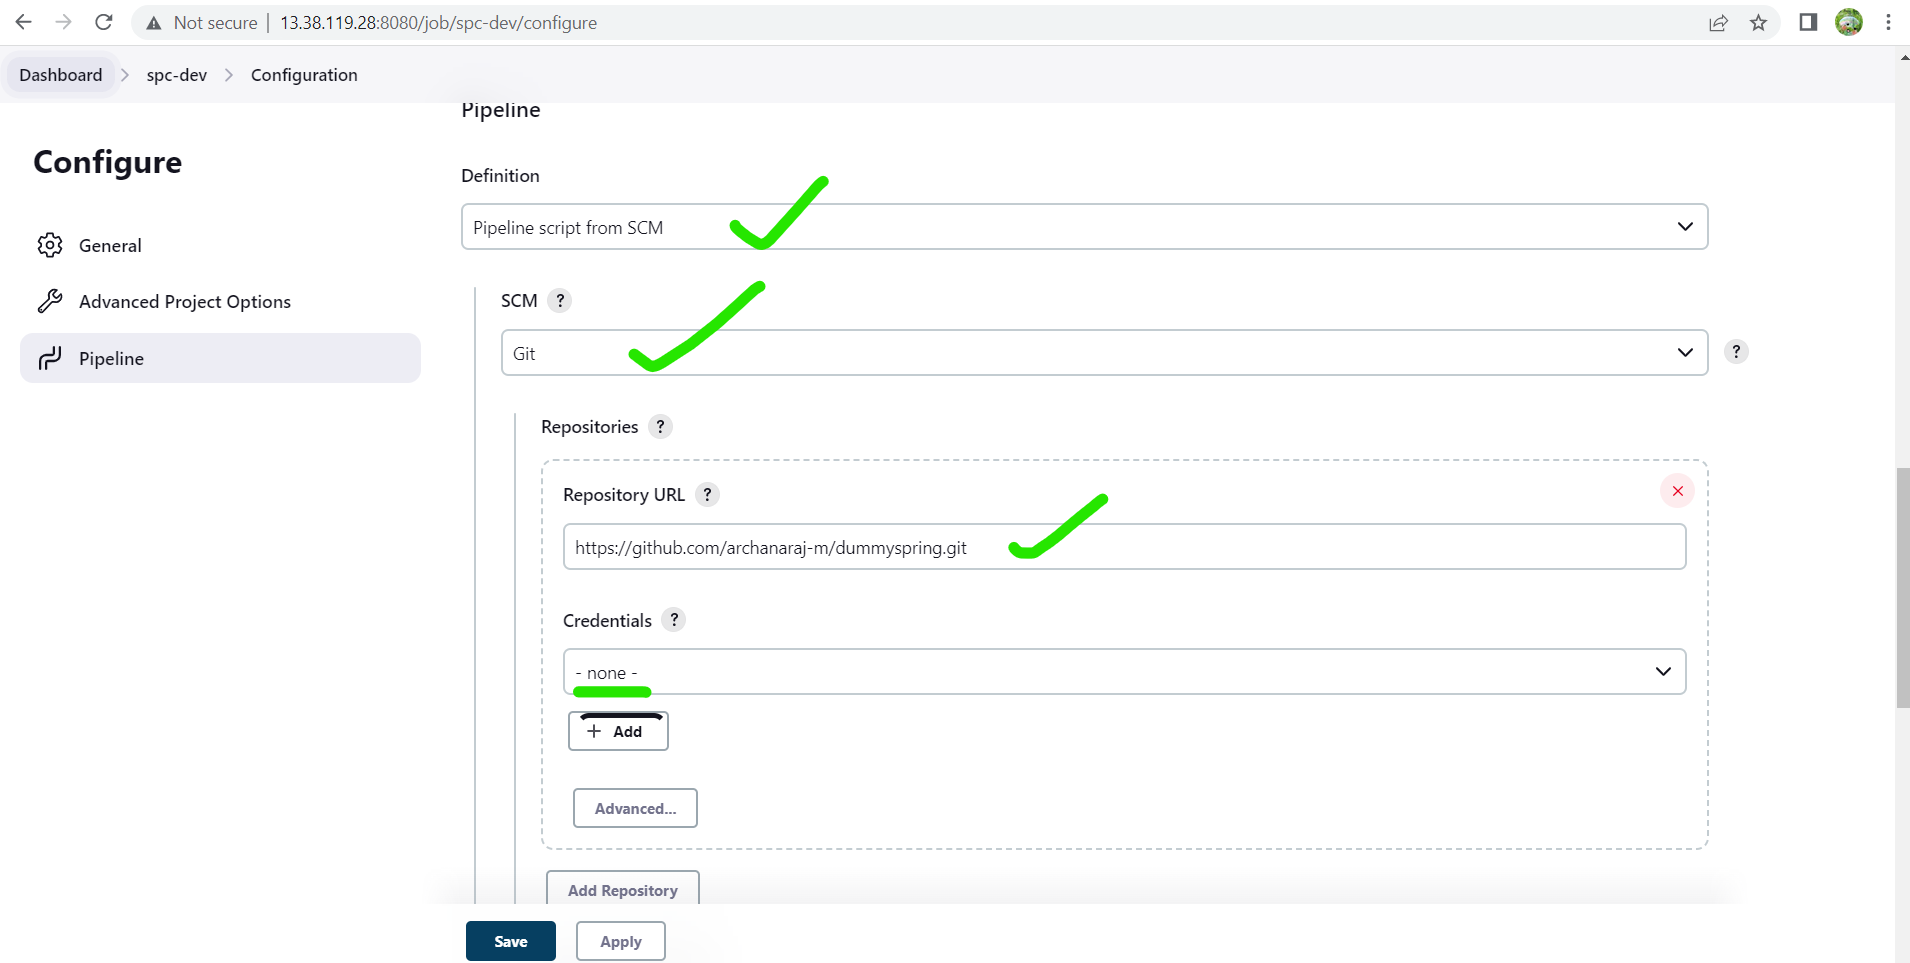 Not secure | 13.38.119.28:8080/job/spc-dev/configure
Dashboard > spc-dev > Configuration
Pipeline
Configure
General
Advanced Project Options
Pipeline
Definition
Pipeline script from SCM
SCM ?
Git
?
Repositories ?
Repository URL ?
https://github.com/archanaraj-m/dummyspring.git
Credentials ?
- none -
+ Add
Advanced...
Add Repository
Save Apply